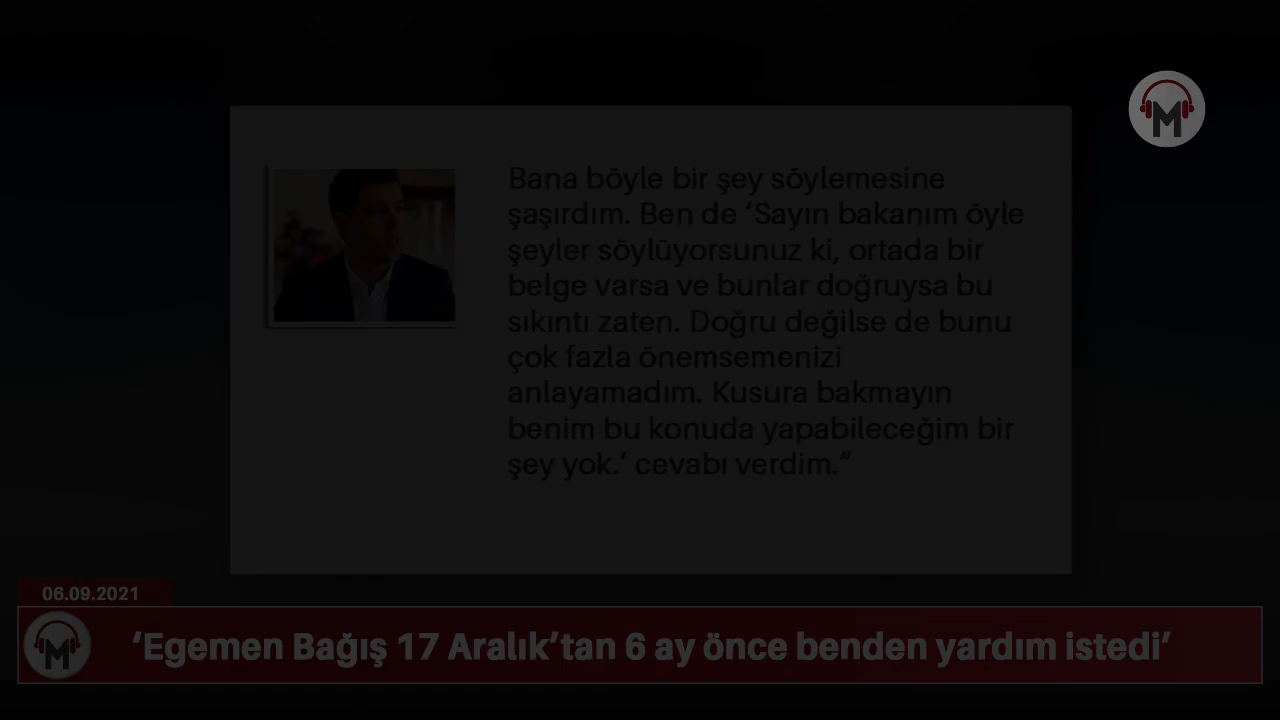 M
Bana böyle bir şey söylemesine
şaşırdım. Ben de ‘Sayın bakanım öyle
şeyler söylüyorsunuz ki, ortada bir
belge varsa ve bunlar doğruysa bu
sıkıntı zaten. Doğru değilse de bunu
çok fazla önemsemenizi
anlayamadım. Kusura bakmayın
benim bu konuda yapabileceğim bir
şey yok.’ cevabı verdim.”
06.09.2021
M
‘Egemen Bağış 17 Aralık’tan 6 ay önce benden yardım istedi’